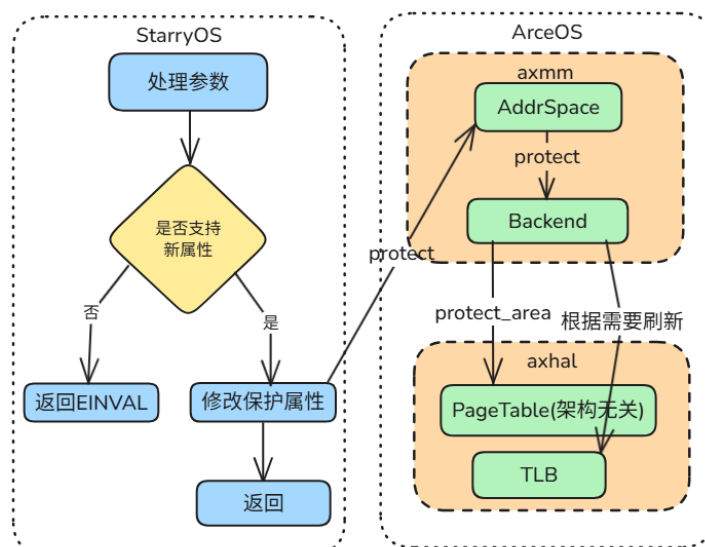 StarryOS
处理参数
是否支持
新属性
否
是
返回EINVAL
修改保护属性
返回
protect
ArceOS
axmm
AddrSpace
protect
Backend
protect_area
根据需要刷新
axhal
PageTable(架构无关)
TLB